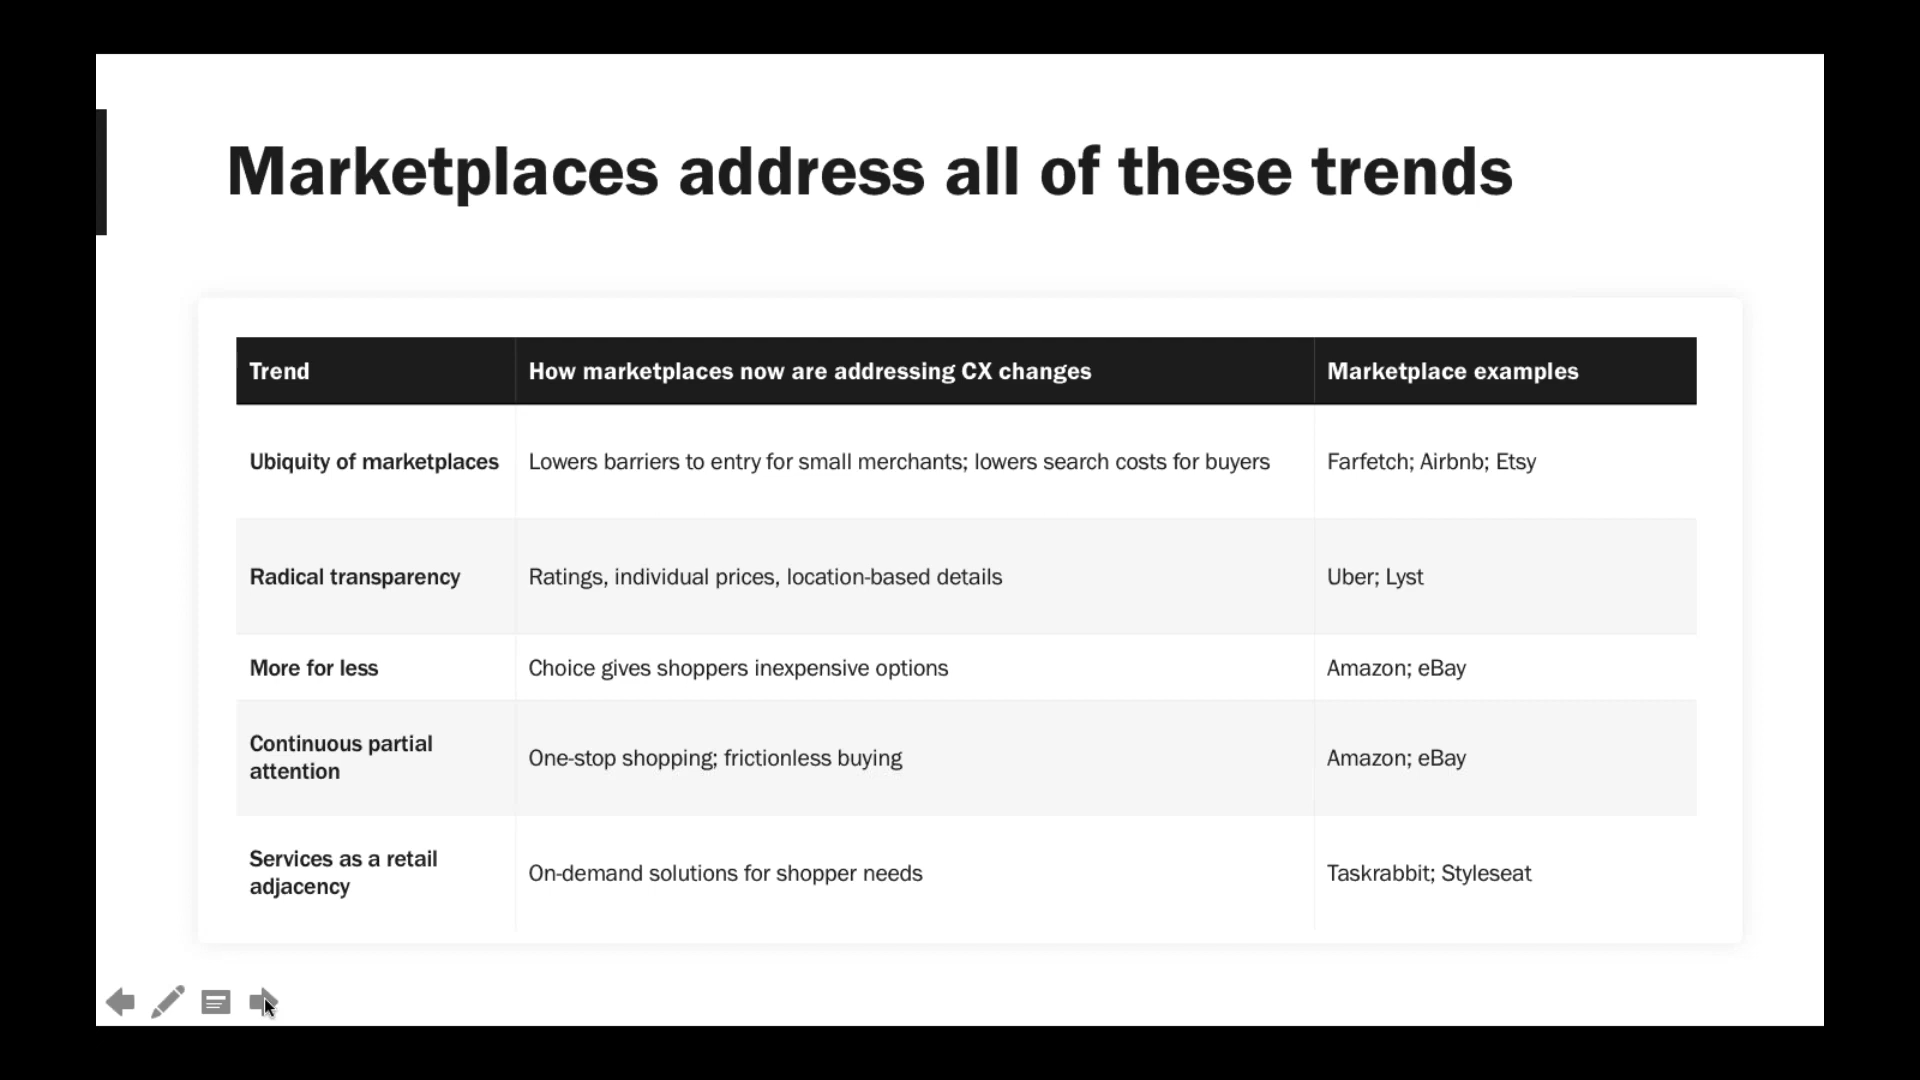 Marketplaces address all of these trends
Trend
How marketplaces now are addressing CX changes
Marketplace examples
Ubiquity of marketplaces
Lowers barriers to entry for small merchants; lowers search costs for buyers
Farfetch; Airbnb; Etsy
Radical transparency
Ratings, individual prices, location-based details
Uber; Lyst
More for less
Choice gives shoppers inexpensive options
Amazon; eBay
Continuous partial
attention
One-stop shopping; frictionless buying
Amazon; eBay
Services as a retail
adjacency
On-demand solutions for shopper needs
Taskrabbit; Styleseat